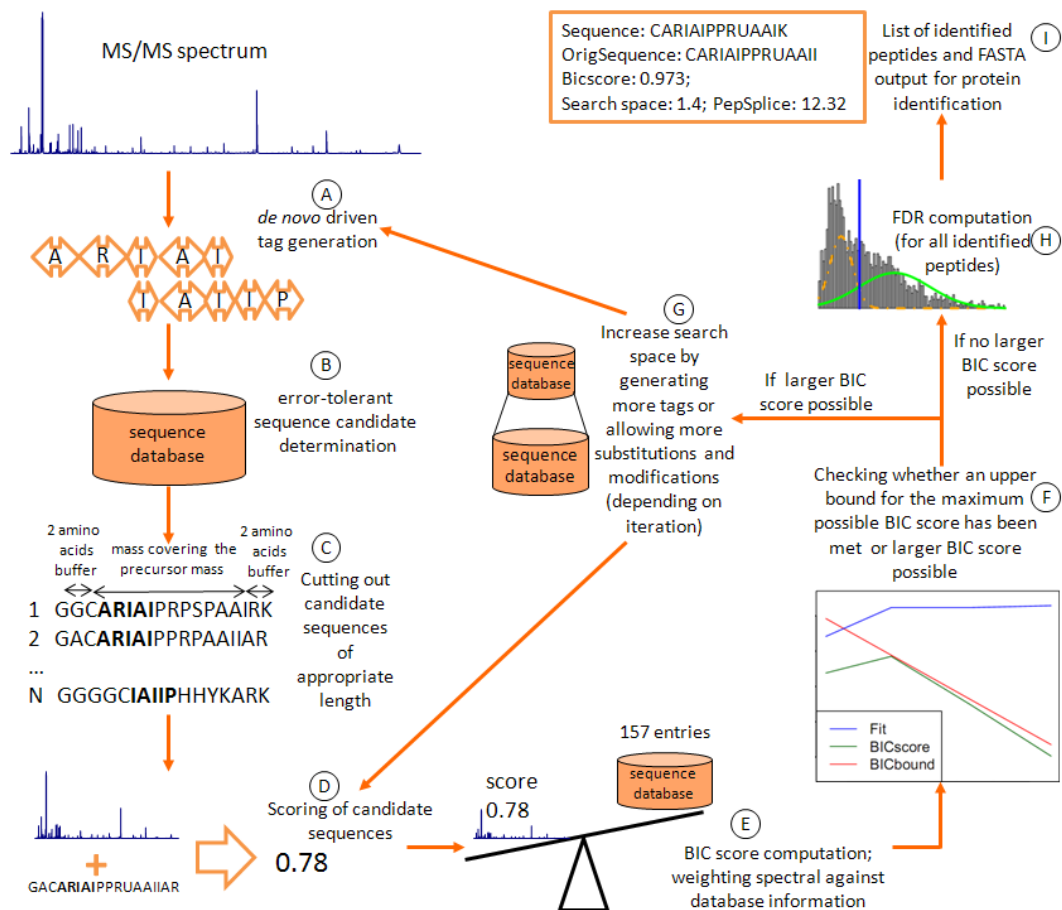 MS/MS spectrum
A
de novo driven
tag generation
A R I A I
I A I I P
B
error-tolerant
sequence candidate
determination
sequence
database
2 amino
acids
buffer
mass covering the
precursor mass
2 amino
acids
buffer
C
Cutting out
candidate
sequences
of
appropriate
length
1 GGCARIAIPRPSPAAIRK
2 GACARIAIPPRPAAIIAR
...
N GGGGCIAIIPHHYKARK
+
GACARIAIPPRUAAIIAR
D
Scoring of candidate
sequences
0.78
score
0.78
157 entries
sequence
database
E
BIC score computation;
weighting spectral against
database information
Fit
BICscore
BICbound
Checking whether an upper
bound for the maximum
possible BIC score has been
met or larger BIC score
possible
F
If larger BIC
score possible
G
Increase search
space by
generating
more tags or
allowing more
substitutions and
modifications
(depending on
iteration)
sequence
database
sequence
database
If no larger
BIC score
possible
FDR computation
(for all identified
peptides)
H
List of identified
peptides and FASTA
output for protein
identification
I
Sequence: CARIAIPPRUAAIK
OrigSequence: CARIAIPPRUAAII
Bicscore: 0.973;
Search space: 1.4; PepSplice: 12.32